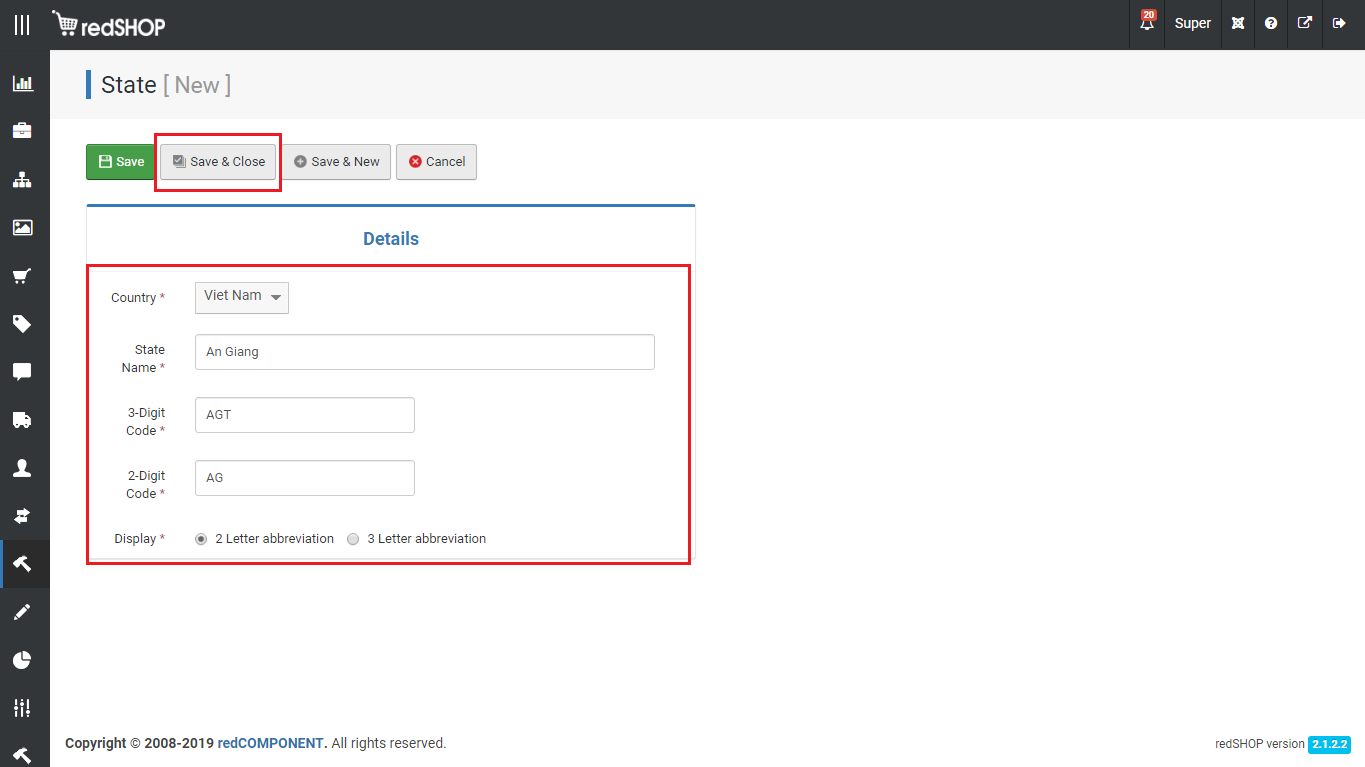 redSHOP
20
Super
State [ New ]
Save
Save & Close
Save & New
Cancel
Details
Country *
Viet Nam
State
Name *
An Giang
3-Digit
Code *
AGT
2-Digit
Code *
AG
Display *
2 Letter abbreviation
3 Letter abbreviation
Copyright © 2008-2019 redCOMPONENT. All rights reserved.
redSHOP version 2.1.2.2